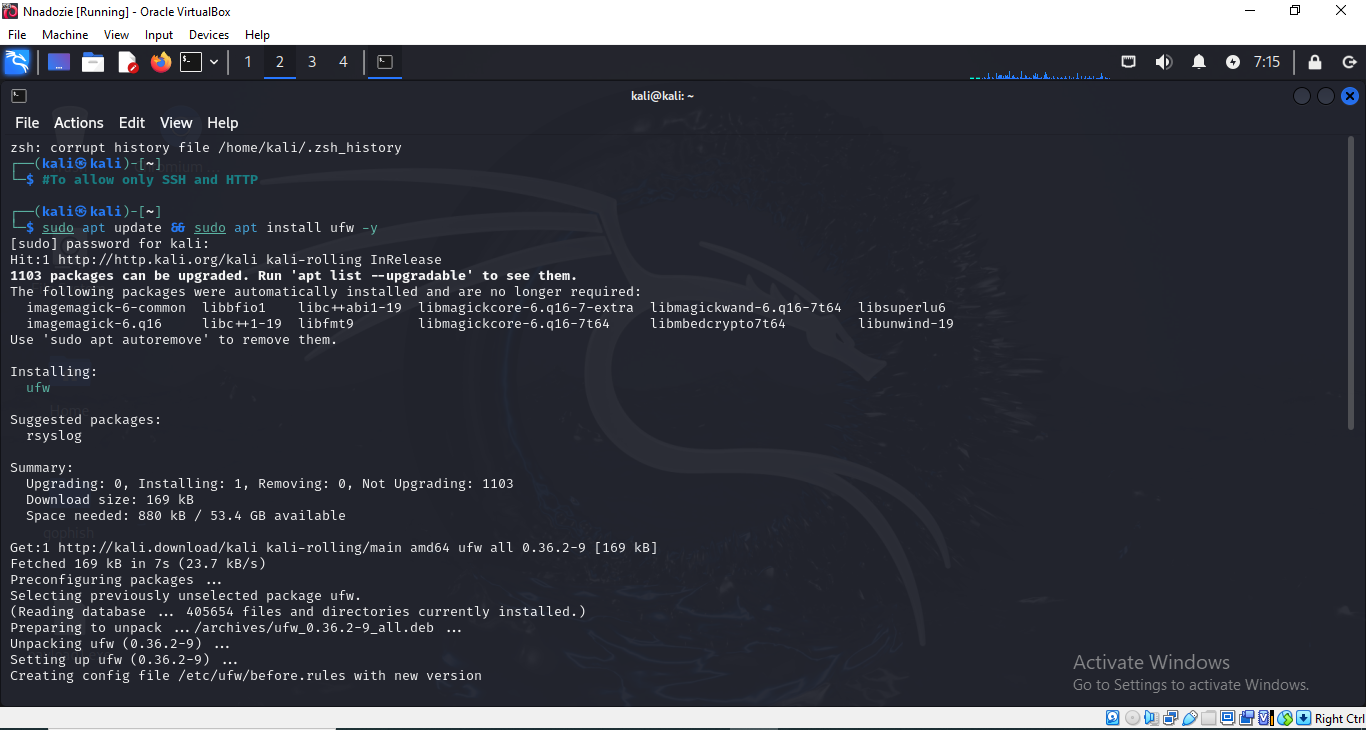 Nnadozie [Running] - Oracle VirtualBox
File Machine View Input Devices Help
1 2 3 4 7:15
kali@kali: ~
File Actions Edit View Help
zsh: corrupt history file /home/kali/.zsh_history
┌──(kali㉿kali)-[~]
└─$ #To allow only SSH and HTTP
┌──(kali㉿kali)-[~]
└─$ sudo apt update && sudo apt install ufw -y
[sudo] password for kali:
Hit:1 http://http.kali.org/kali kali-rolling InRelease
1103 packages can be upgraded. Run 'apt list --upgradable' to see them.
The following packages were automatically installed and are no longer required:
imagemagick-6-common libbfio1 libc++abi1-19 libmagickcore-6.q16-7-extra libmagickwand-6.q16-7t64 libsuperlu6
imagemagick-6.q16 libc++1-19 libfmt9 libmagickcore-6.q16-7t64 libmbedcrypto7t64 libunwind-19
Use 'sudo apt autoremove' to remove them.
Installing:
ufw
Suggested packages:
rsyslog
Summary:
Upgrading: 0, Installing: 1, Removing: 0, Not Upgrading: 1103
Download size: 169 kB
Space needed: 880 kB / 53.4 GB available
Get:1 http://kali.download/kali kali-rolling/main amd64 ufw all 0.36.2-9 [169 kB]
Fetched 169 kB in 7s (23.7 kB/s)
Preconfiguring packages ...
Selecting previously unselected package ufw.
(Reading database ... 405654 files and directories currently installed.)
Preparing to unpack .../archives/ufw_0.36.2-9_all.deb ...
Unpacking ufw (0.36.2-9) ...
Setting up ufw (0.36.2-9) ...
Creating config file /etc/ufw/before.rules with new version
Activate Windows
Go to Settings to activate Windows.
Right Ctrl